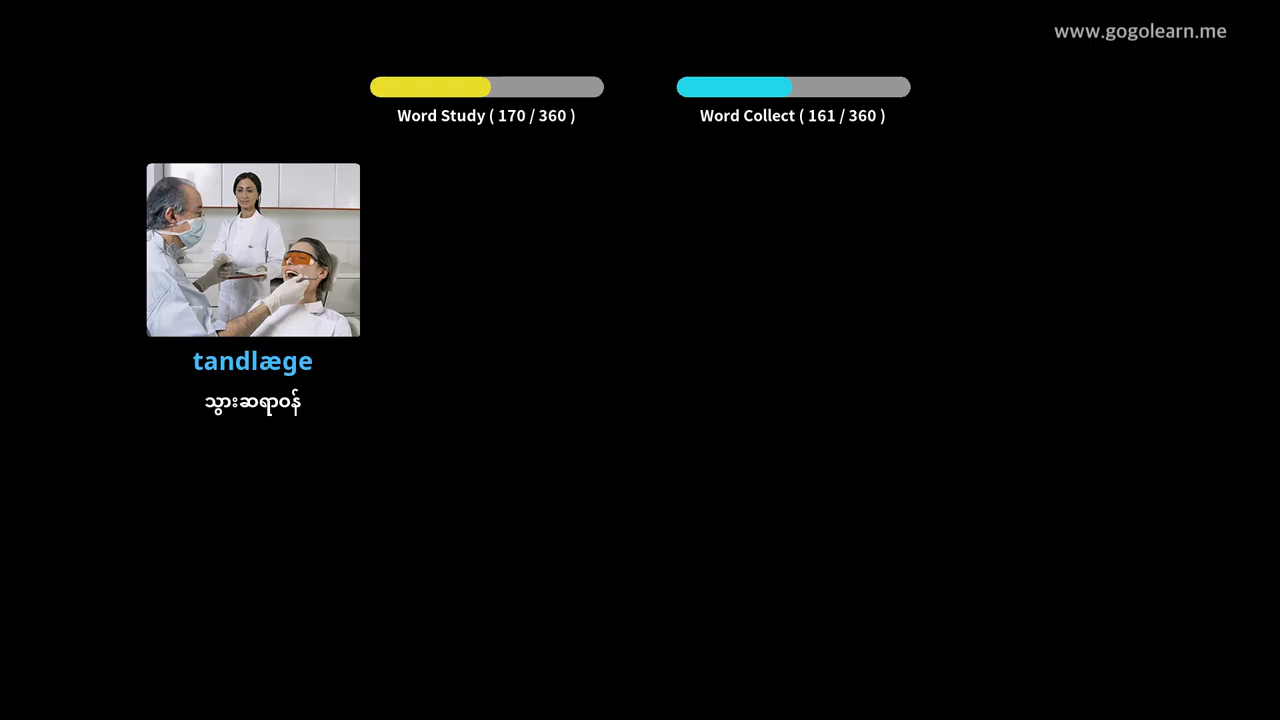 www.gogolearn.me
Word Study ( 170 / 360 )
Word Collect ( 161 / 360 )
tandlæge
သွားဆရာဝန်